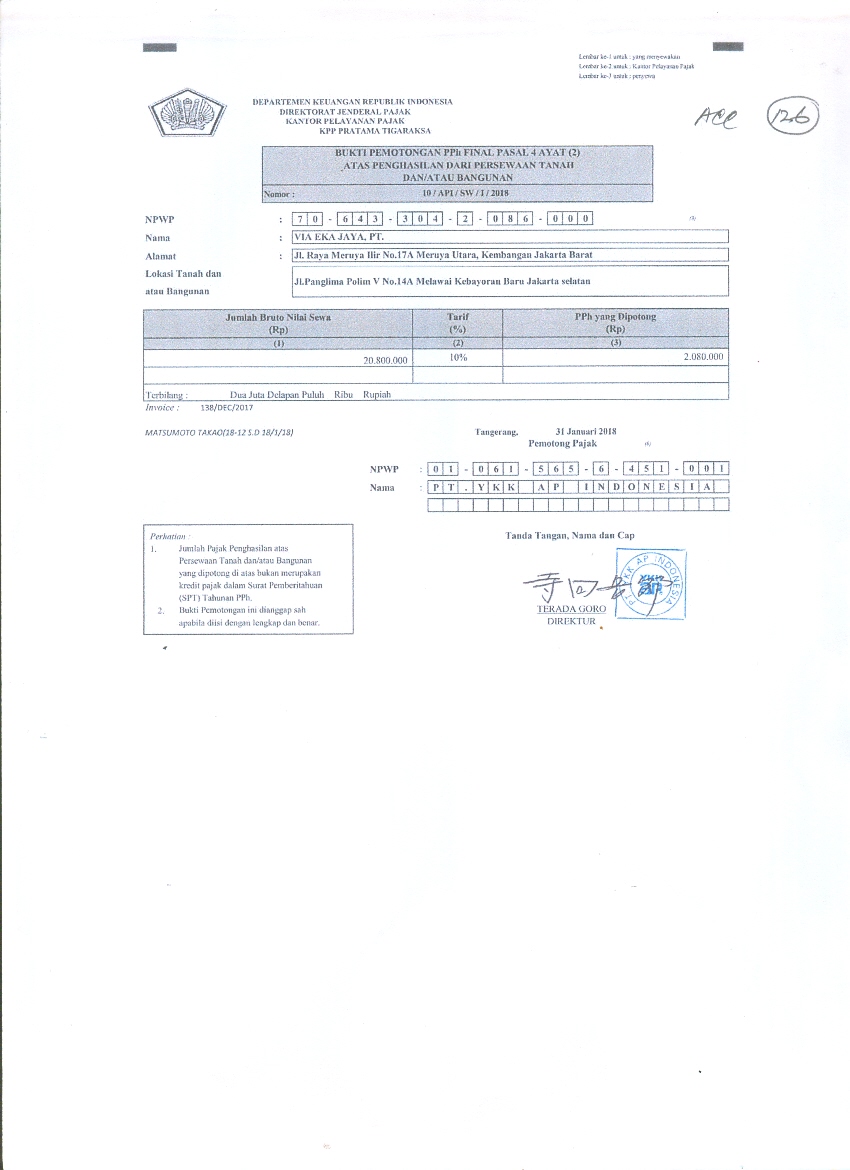 Lembar ke-1 untuk : yang menyewakan
Lembar ke-2 untuk : Kantor Pelayanan Pajak
Lembar ke-3 untuk : penyewa
DEPARTEMEN KEUANGAN REPUBLIK INDONESIA
DIREKTORAT JENDERAL PAJAK
KANTOR PELAYANAN PAJAK
KPP PRATAMA TIGARAKSA
ACC 126
BUKTI PEMOTONGAN PPh FINAL PASAL 4 AYAT (2)
ATAS PENGHASILAN DARI PERSEWAAN TANAH
DAN/ATAU BANGUNAN
Nomor : 10 / API / SW / I / 2018
NPWP : 70 - 643 - 304 - 2 - 086 - 000
Nama : VIA EKA JAYA, PT.
Alamat : Jl. Raya Meruya Ilir No.17A Meruya Utara, Kembangan Jakarta Barat
Lokasi Tanah dan
atau Bangunan
Jl.Panglima Polim V No.14A Melawai Kebayoran Baru Jakarta selatan
Jumlah Bruto Nilai Sewa (Rp) Tarif (%) PPh yang Dipotong (Rp)
(1) (2) (3)
20.800.000 10% 2.080.000
Terbilang : Dua Juta Delapan Puluh Ribu Rupiah
Invoice : 138/DEC/2017
MATSUMOTO TAKAO(18-12 S.D 18/1/18)
Tangerang, 31 Januari 2018
Pemotong Pajak
NPWP : 01 - 061 - 565 - 6 - 451 - 001
Nama : PT. YKK AP INDONESIA
Perhatian :
1. Jumlah Pajak Penghasilan atas
Persewaan Tanah dan/atau Bangunan
yang dipotong di atas bukan merupakan
kredit pajak dalam Surat Pemberitahuan
(SPT) Tahunan PPh.
2. Bukti Pemotongan ini dianggap sah
apabila diisi dengan lengkap dan benar.
Tanda Tangan, Nama dan Cap
PT. YKK AP INDONESIA
TERADA GORO
DIREKTUR